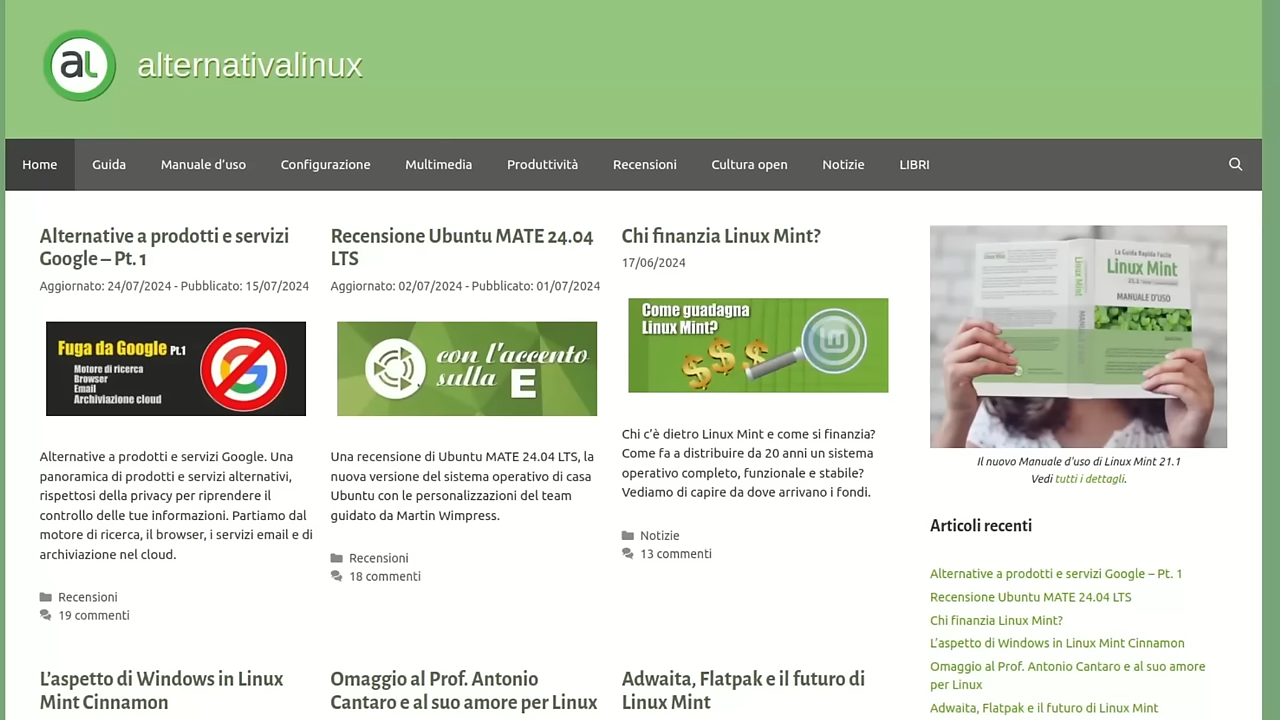 aL
alternativalinux
Home
Guida
Manuale d'uso
Configurazione
Multimedia
Produttività
Recensioni
Cultura open
Notizie
LIBRI
Alternative a prodotti e servizi
Google – Pt. 1
Aggiornato: 24/07/2024 - Pubblicato: 15/07/2024
Fuga da Google Pt.1
Motore di ricerca
Browser
Email
Archiviazione cloud
Alternative a prodotti e servizi Google. Una
panoramica di prodotti e servizi alternativi,
rispettosi della privacy per riprendere il
controllo delle tue informazioni. Partiamo dal
motore di ricerca, il browser, i servizi email e di
archiviazione nel cloud.
Recensioni
19 commenti
Recensione Ubuntu MATE 24.04
LTS
Aggiornato: 02/07/2024 - Pubblicato: 01/07/2024
con l'accento
sulla E
Una recensione di Ubuntu MATE 24.04 LTS, la
nuova versione del sistema operativo di casa
Ubuntu con le personalizzazioni del team
guidato da Martin Wimpress.
Recensioni
18 commenti
Chi finanzia Linux Mint?
17/06/2024
Come guadagna
Linux Mint?
$ $ $
Chi c'è dietro Linux Mint e come si finanzia?
Come fa a distribuire da 20 anni un sistema
operativo completo, funzionale e stabile?
Vediamo di capire da dove arrivano i fondi.
Notizie
13 commenti
L'aspetto di Windows in Linux
Mint Cinnamon
Omaggio al Prof. Antonio
Cantaro e al suo amore per Linux
Adwaita, Flatpak e il futuro di
Linux Mint
La Guida Rapida Facile
Linux Mint
MANUALE D'USO
Linux Mint
Il nuovo Manuale d'uso di Linux Mint 21.1
Vedi tutti i dettagli.
Articoli recenti
Alternative a prodotti e servizi Google – Pt. 1
Recensione Ubuntu MATE 24.04 LTS
Chi finanzia Linux Mint?
L'aspetto di Windows in Linux Mint Cinnamon
Omaggio al Prof. Antonio Cantaro e al suo amore
per Linux
Adwaita, Flatpak e il futuro di Linux Mint